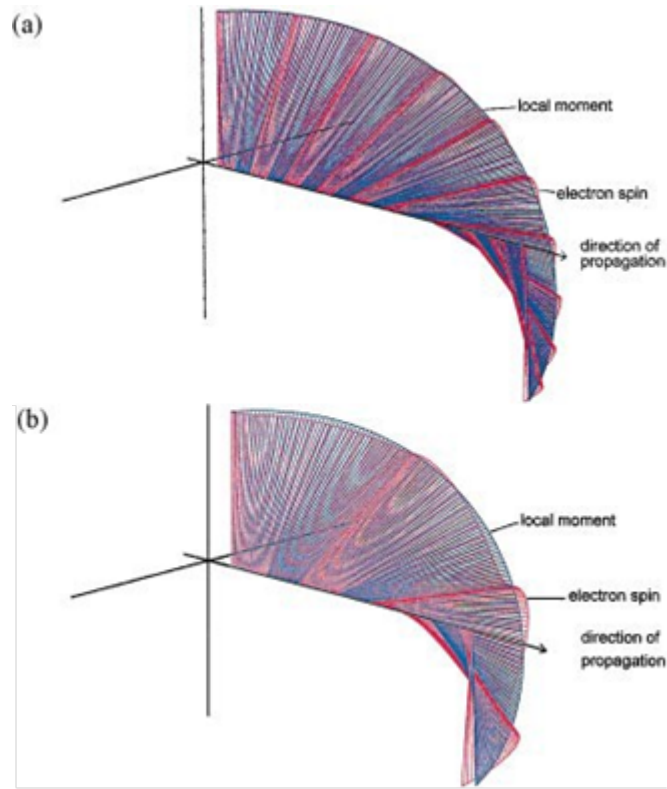 (a)
local moment
electron spin
direction of
propagation
(b)
local moment
electron spin
direction of
propagation